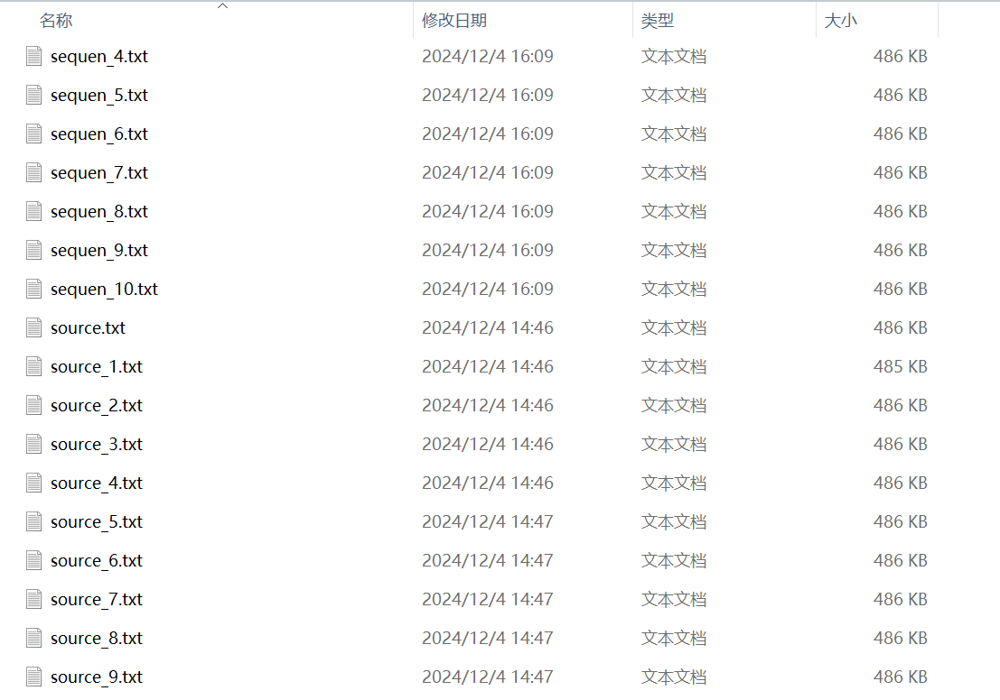 名称 修改日期 类型 大小
sequen_4.txt 2024/12/4 16:09 文本文档 486 KB
sequen_5.txt 2024/12/4 16:09 文本文档 486 KB
sequen_6.txt 2024/12/4 16:09 文本文档 486 KB
sequen_7.txt 2024/12/4 16:09 文本文档 486 KB
sequen_8.txt 2024/12/4 16:09 文本文档 486 KB
sequen_9.txt 2024/12/4 16:09 文本文档 486 KB
sequen_10.txt 2024/12/4 16:09 文本文档 486 KB
source.txt 2024/12/4 14:46 文本文档 486 KB
source_1.txt 2024/12/4 14:46 文本文档 485 KB
source_2.txt 2024/12/4 14:46 文本文档 486 KB
source_3.txt 2024/12/4 14:46 文本文档 486 KB
source_4.txt 2024/12/4 14:46 文本文档 486 KB
source_5.txt 2024/12/4 14:47 文本文档 486 KB
source_6.txt 2024/12/4 14:47 文本文档 486 KB
source_7.txt 2024/12/4 14:47 文本文档 486 KB
source_8.txt 2024/12/4 14:47 文本文档 486 KB
source_9.txt 2024/12/4 14:47 文本文档 486 KB